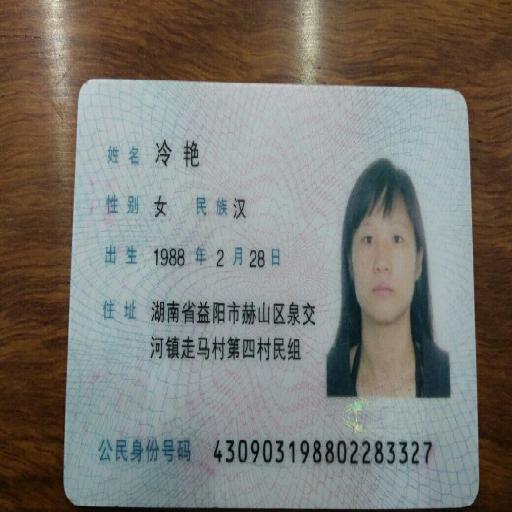 姓名 冷艳
性别 女 民族 汉
出生 1988 年 2 月 28 日
住址 湖南省益阳市赫山区泉交
河镇走马村第四村民组
公民身份号码 430903198802283327